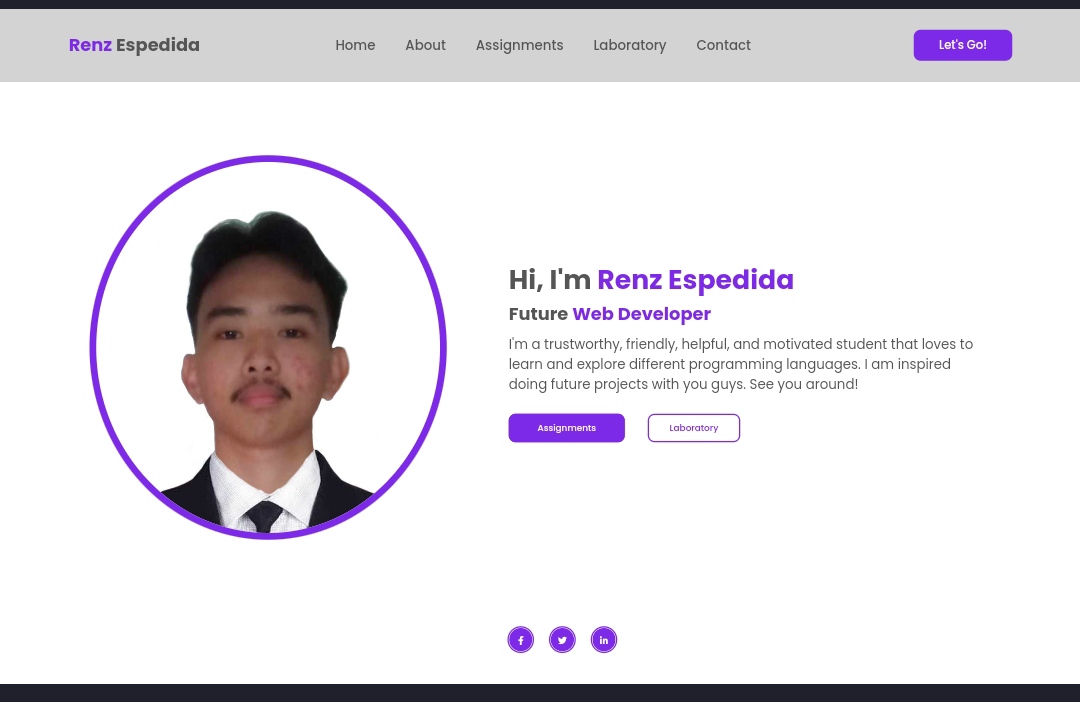 Renz Espedida
Home About Assignments Laboratory Contact
Let's Go!
Hi, I'm Renz Espedida
Future Web Developer
I'm a trustworthy, friendly, helpful, and motivated student that loves to
learn and explore different programming languages. I am inspired
doing future projects with you guys. See you around!
Assignments
Laboratory